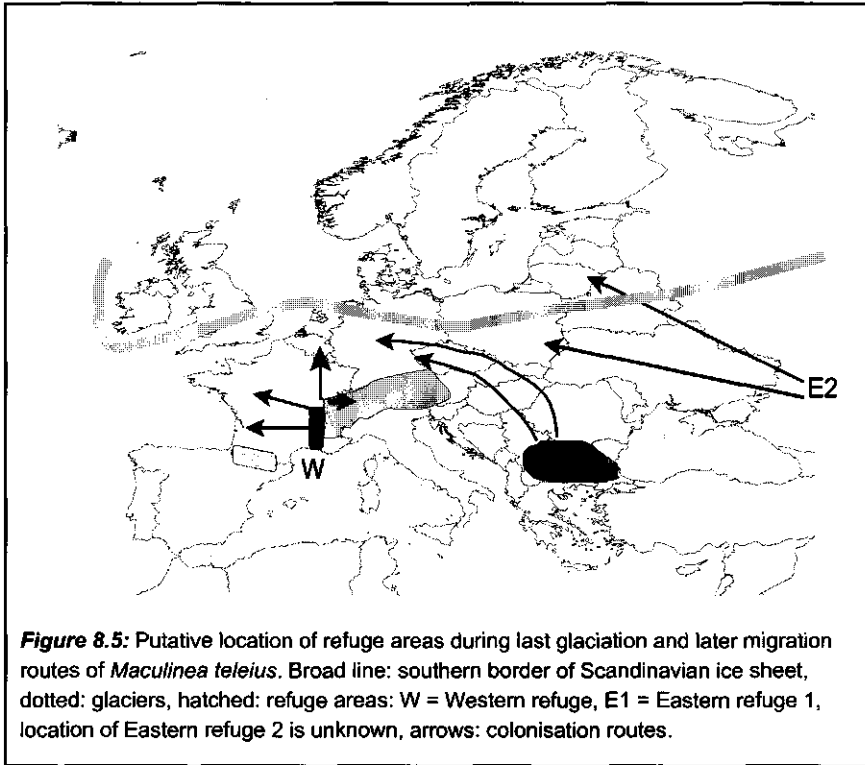 E2
W
Figure 8.5: Putative location of refuge areas during last glaciation and later migration
routes of Maculinea teleius. Broad line: southern border of Scandinavian ice sheet,
dotted: glaciers, hatched: refuge areas: W = Western refuge, E1 = Eastern refuge 1,
location of Eastern refuge 2 is unknown, arrows: colonisation routes.